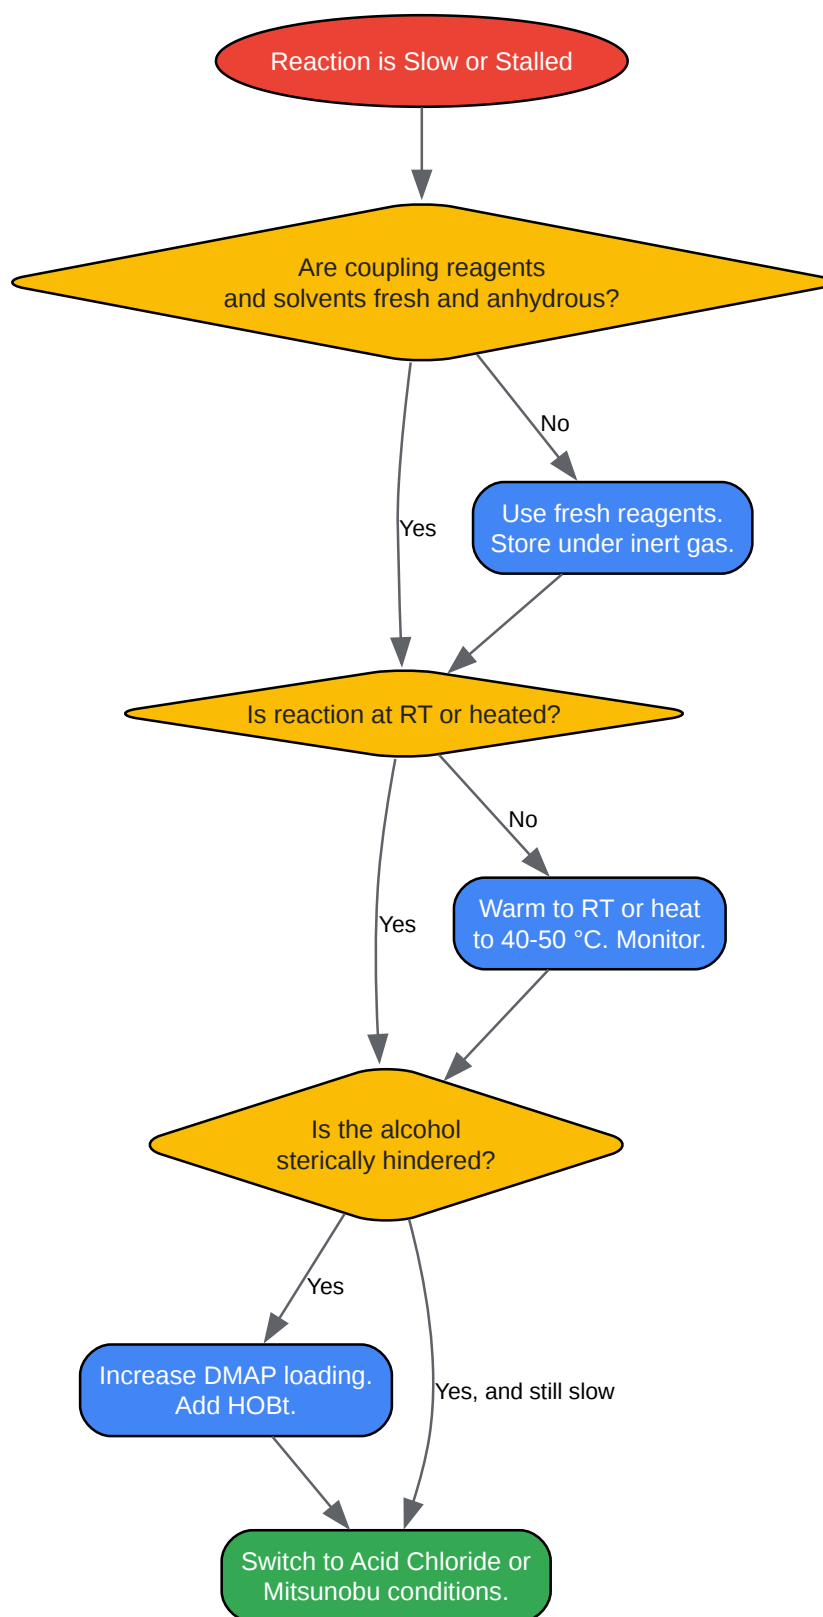 Reaction is Slow or Stalled
Are coupling reagents
and solvents fresh and anhydrous?
No
Use fresh reagents.
Store under inert gas.
Yes
Is reaction at RT or heated?
No
Warm to RT or heat
to 40-50 °C. Monitor.
Yes
Is the alcohol
sterically hindered?
Yes
Increase DMAP loading.
Add HOBt.
Yes, and still slow
Switch to Acid Chloride or
Mitsunobu conditions.